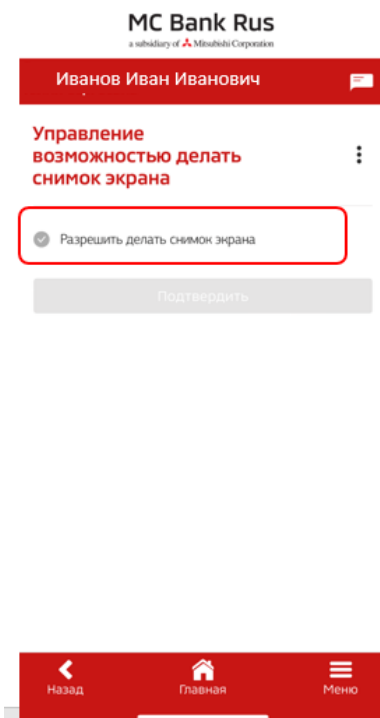 MC Bank Rus
a subsidiary of Mitsubishi Corporation
Иванов Иван Иванович
Управление
возможностью делать
снимок экрана
Разрешить делать снимок экрана
Подтвердить
Назад
Главная
Меню